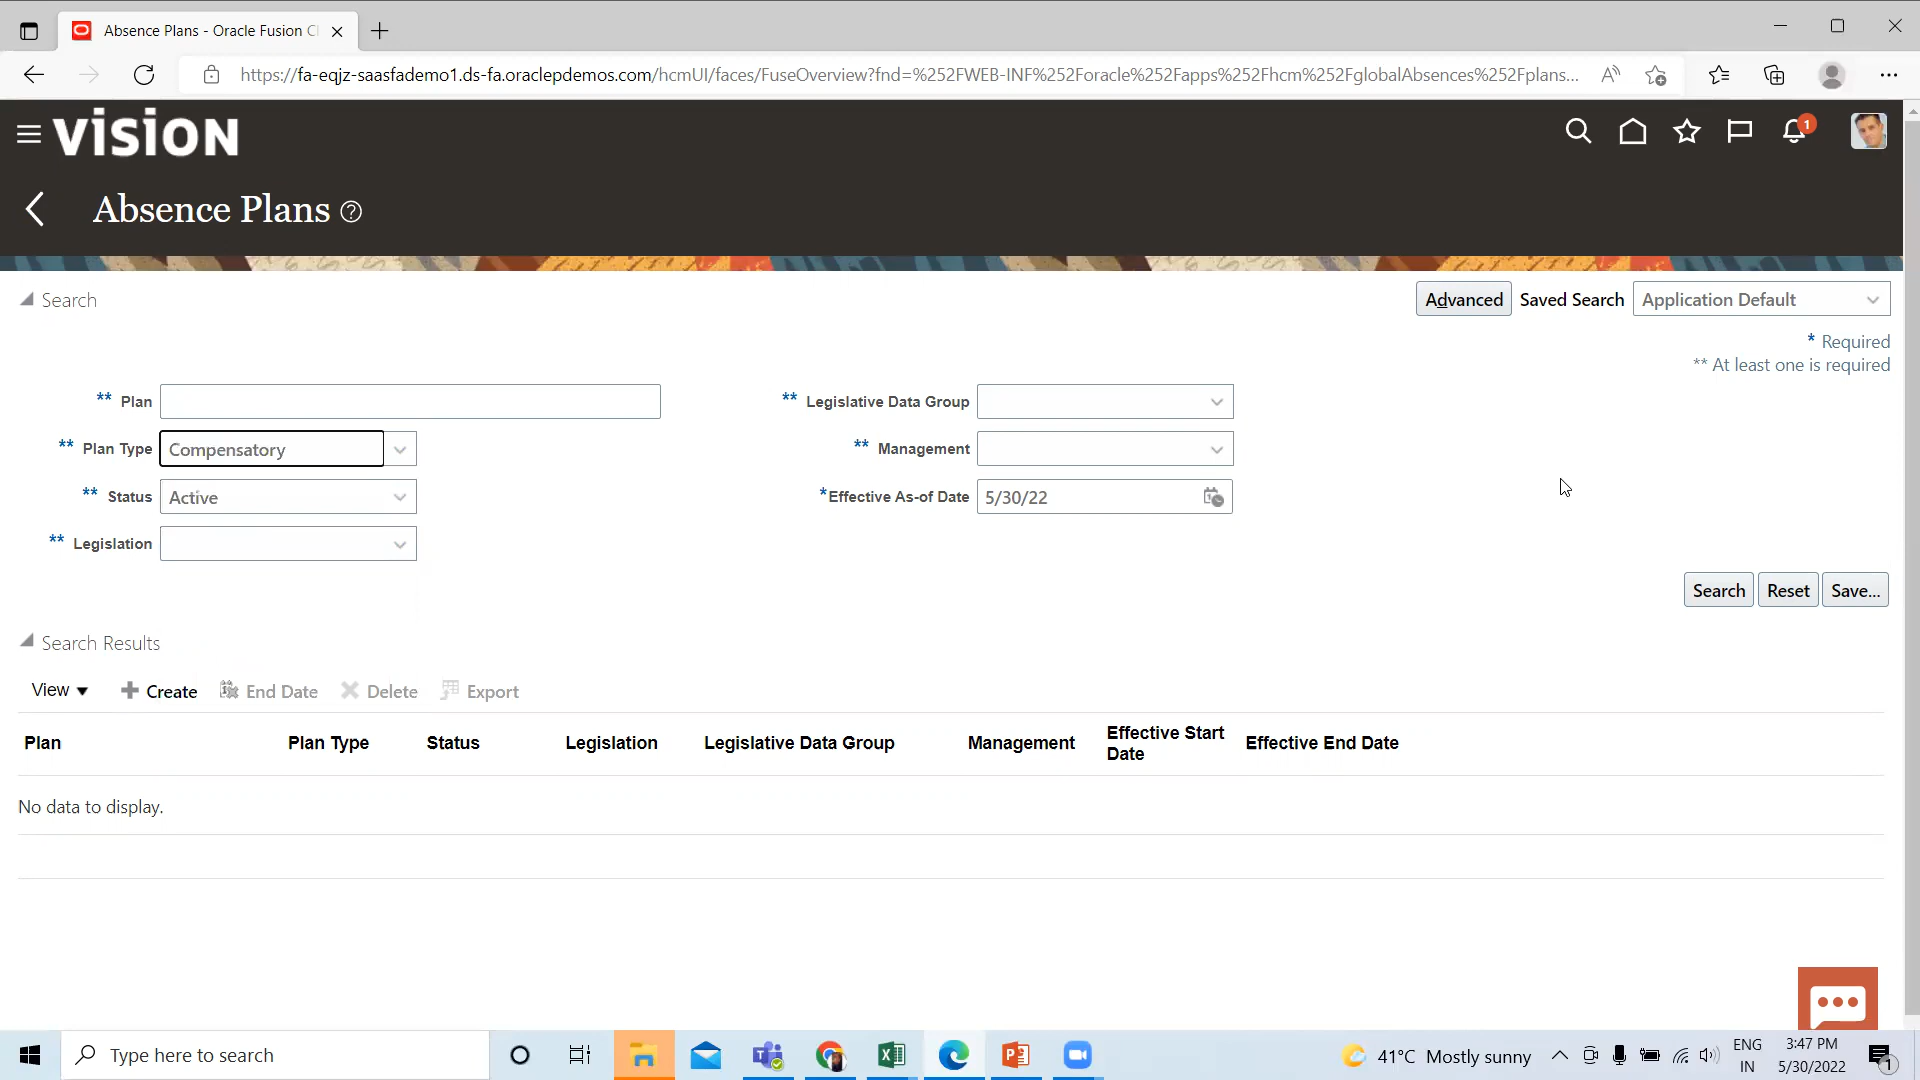 Absence Plans - Oracle Fusion Cl
https://fa-eqjz-saasfademo1.ds-fa.oraclepdemos.com/hcmUI/faces/FuseOverview?fnd=%252FWEB-INF%252Foracle%252Fapps%252Fhcm%252FglobalAbsences%252Fplans...
VISION
1
Absence Plans
Search
Advanced Saved Search Application Default
* Required
** At least one is required
** Plan
** Legislative Data Group
** Plan Type Compensatory
** Management
** Status Active
*Effective As-of Date 5/30/22
** Legislation
Search Reset Save...
Search Results
View Create End Date Delete Export
Plan Plan Type Status Legislation Legislative Data Group Management Effective Start Date Effective End Date
No data to display.
Type here to search
41°C Mostly sunny
ENG
IN
3:47 PM
5/30/2022
1